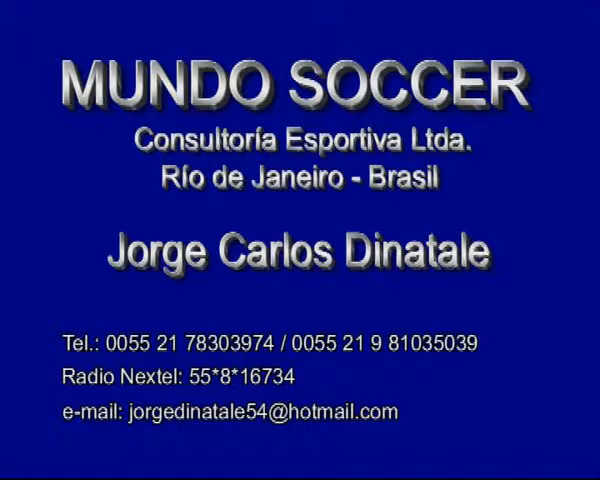 MUNDO SOCCER
Consultoría Esportiva Ltda.
Río de Janeiro - Brasil
Jorge Carlos Dinatale
Tel.: 0055 21 78303974 / 0055 21 9 81035039
Radio Nextel: 55*8*16734
e-mail: jorgedinatale54@hotmail.com